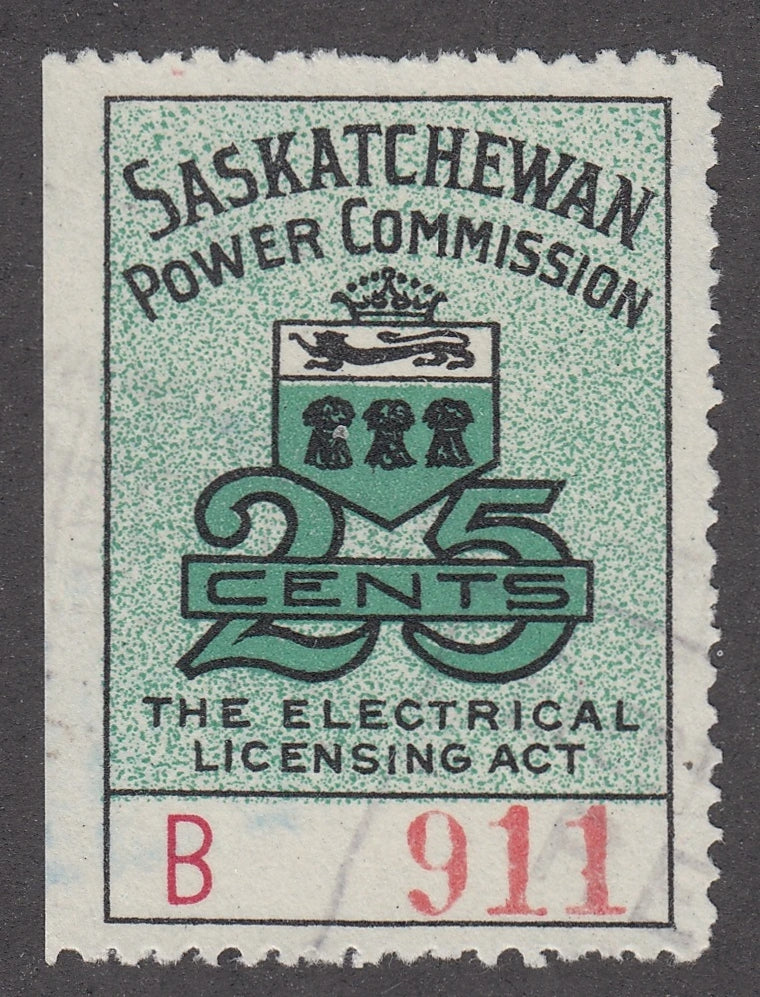 SASKATCHEWAN
POWER COMMISSION
25
CENTS
THE ELECTRICAL
LICENSING ACT
B 911